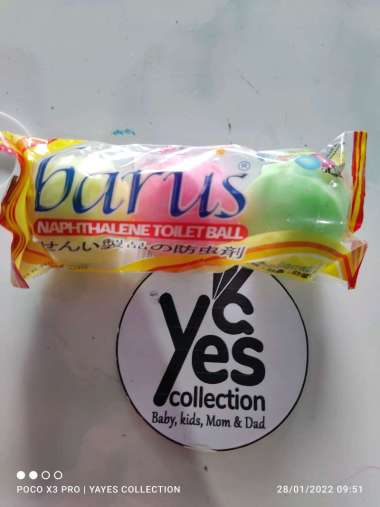 barus®
NAPHTHALENE TOILET BALL
せんい製品の防虫剤
yes
collection
Baby, kids, Mom & Dad
POCO X3 PRO | YAYES COLLECTION
28/01/2022 09:51